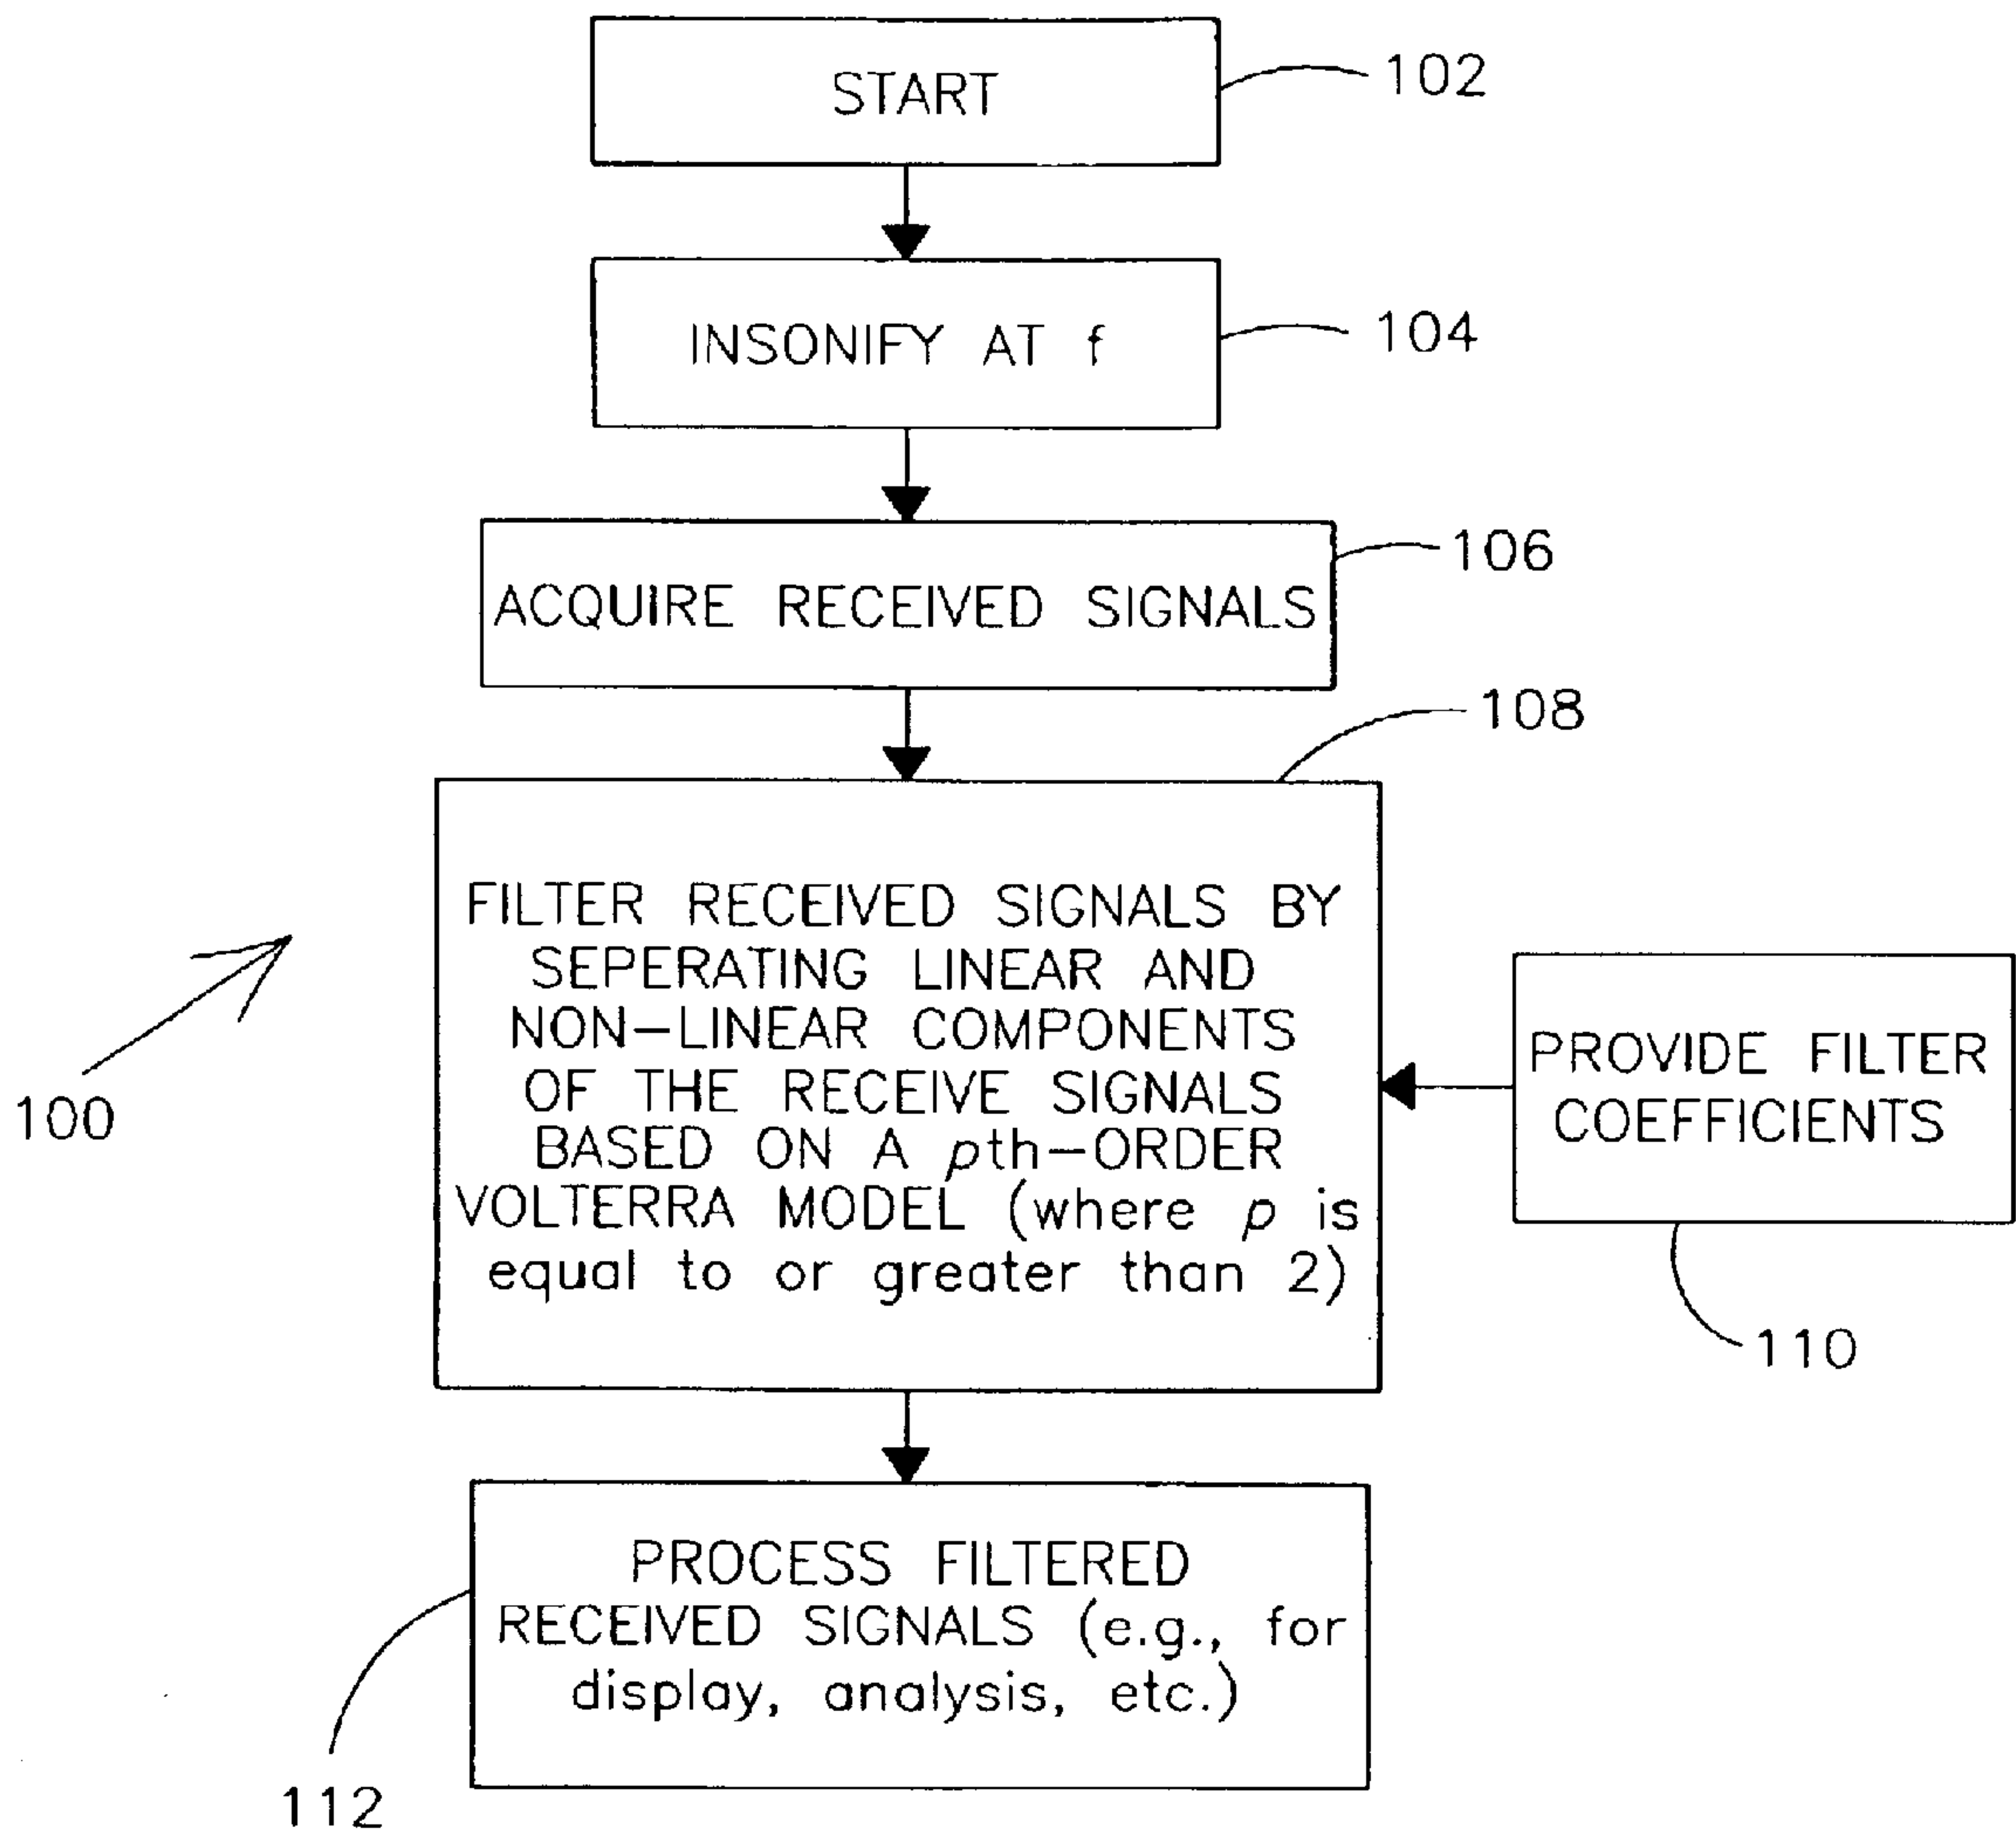 START
102
INSONIFY AT f
104
ACQUIRE RECEIVED SIGNALS
106
108
FILTER RECEIVED SIGNALS BY
SEPERATING LINEAR AND
NON-LINEAR COMPONENTS
OF THE RECEIVE SIGNALS
BASED ON A pth-ORDER
VOLTERRA MODEL (where p is
equal to or greater than 2)
PROVIDE FILTER
COEFFICIENTS
100
110
PROCESS FILTERED
RECEIVED SIGNALS (e.g., for
display, analysis, etc.)
112